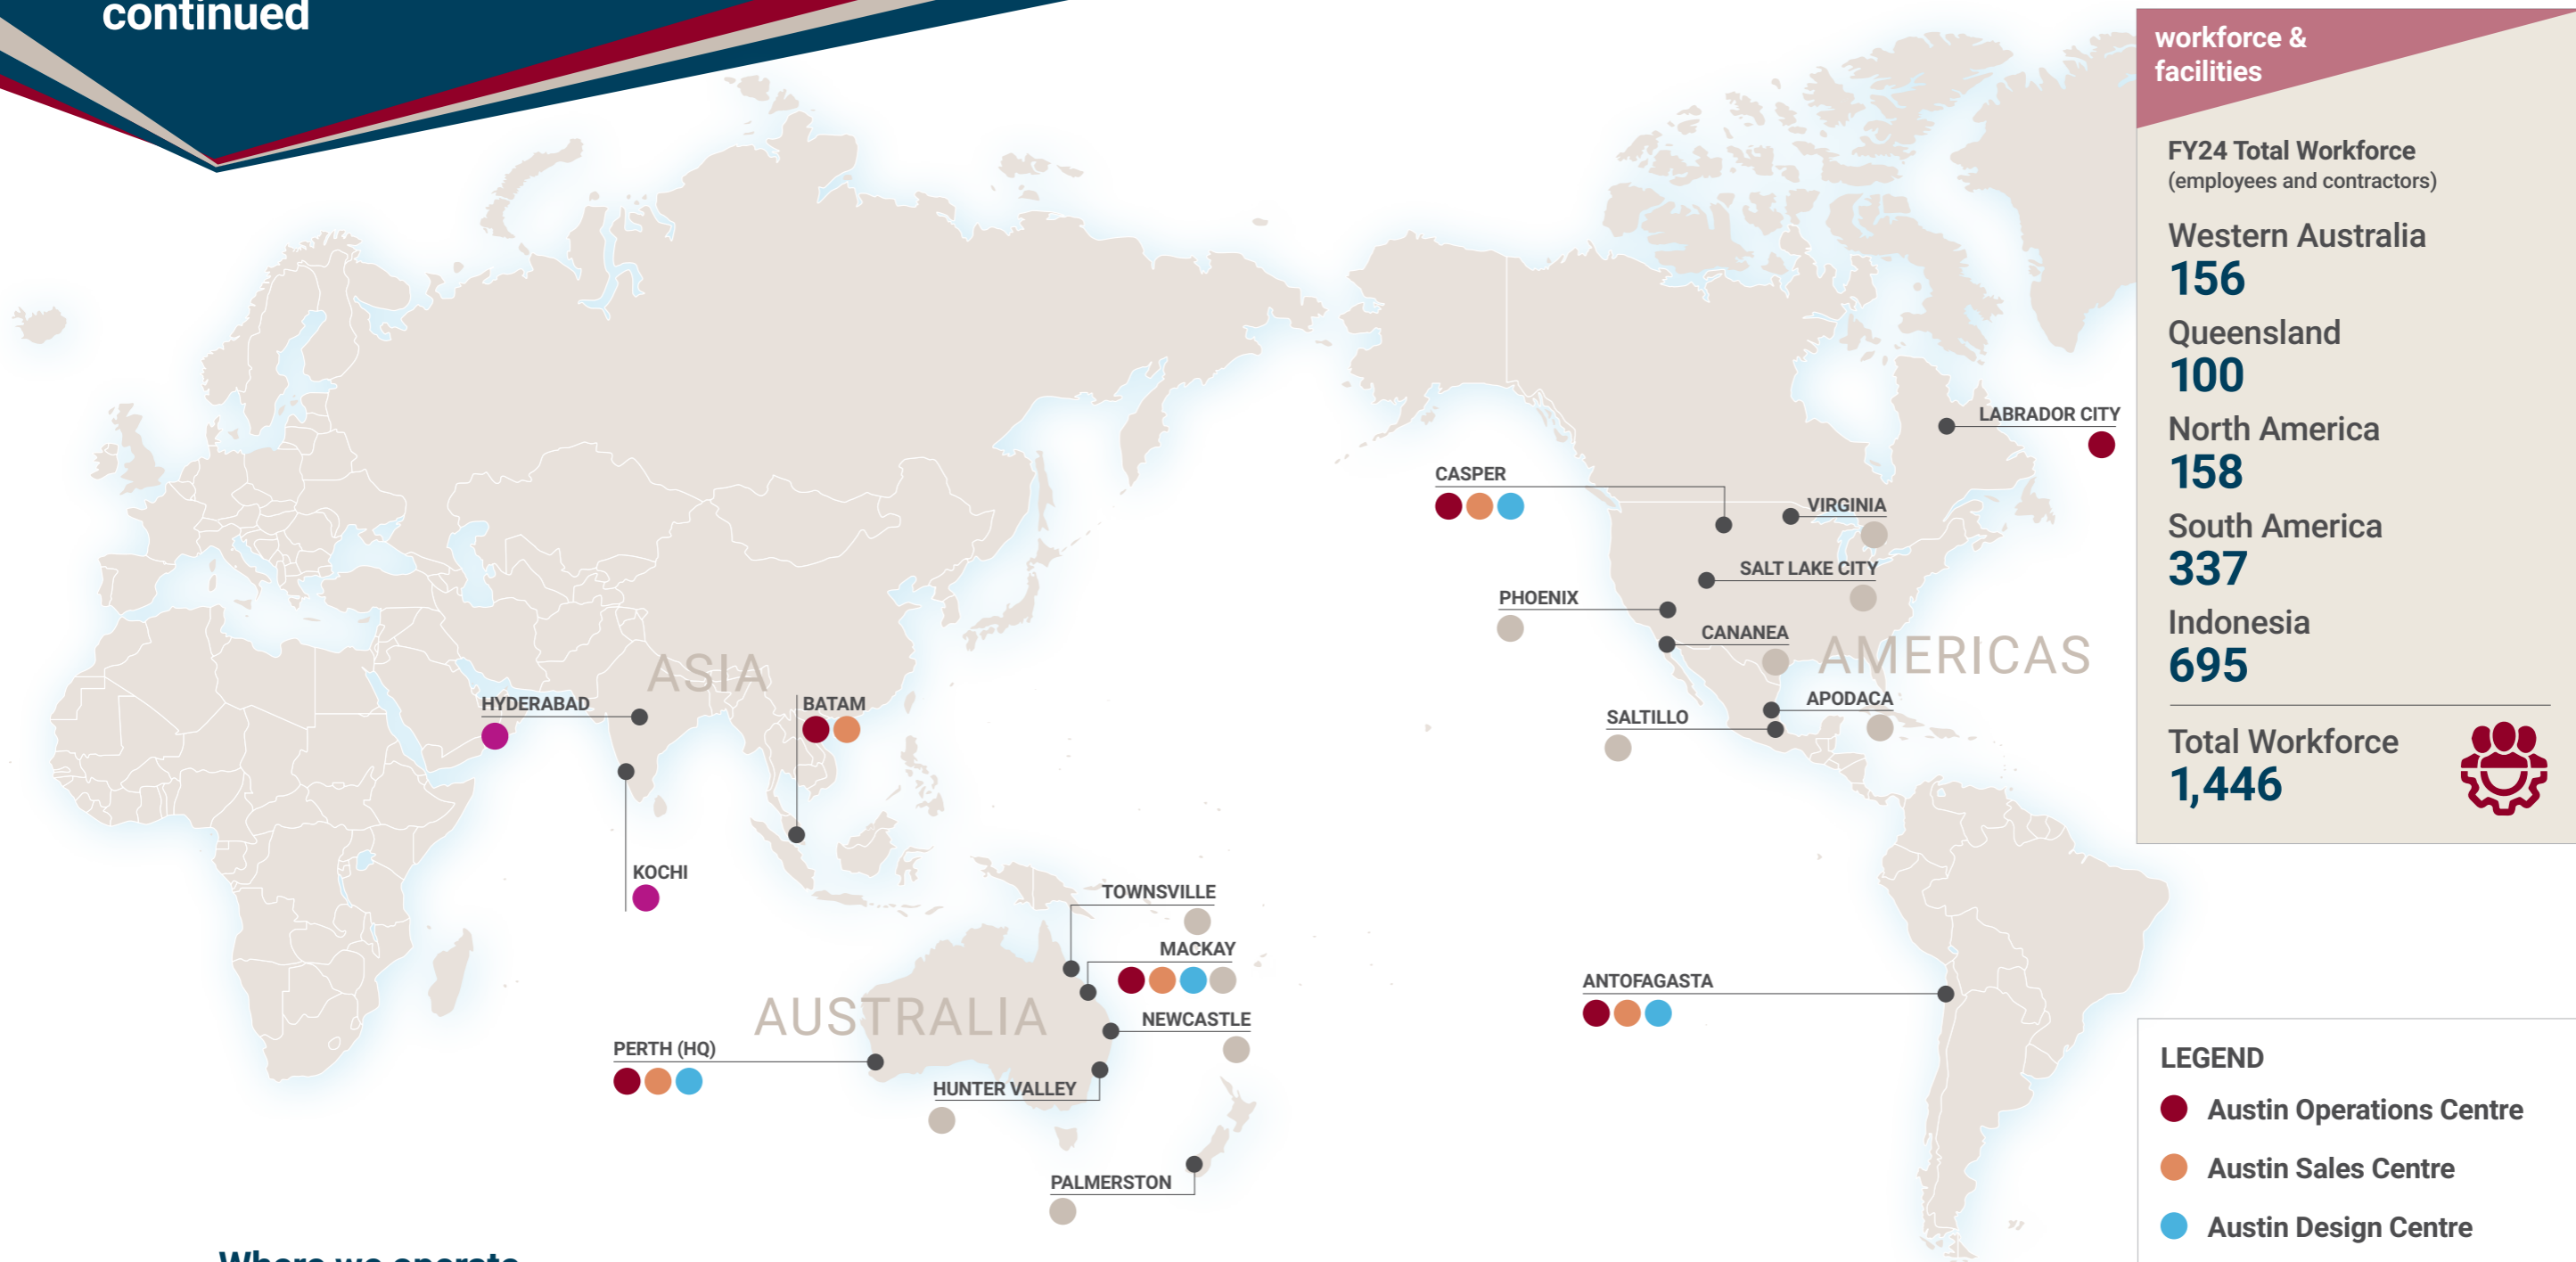 continued
workforce &
facilities
FY24 Total Workforce
(employees and contractors)
Western Australia
156
Queensland
100
North America
158
South America
337
Indonesia
695
Total Workforce
1,446
LABRADOR CITY
CASPER
VIRGINIA
SALT LAKE CITY
PHOENIX
CANANEA
AMERICAS
APODACA
SALTILLO
ASIA
HYDERABAD
BATAM
KOCHI
TOWNSVILLE
MACKAY
AUSTRALIA
NEWCASTLE
PERTH (HQ)
HUNTER VALLEY
PALMERSTON
ANTOFAGASTA
LEGEND
Austin Operations Centre
Austin Sales Centre
Austin Design Centre
Where we operate